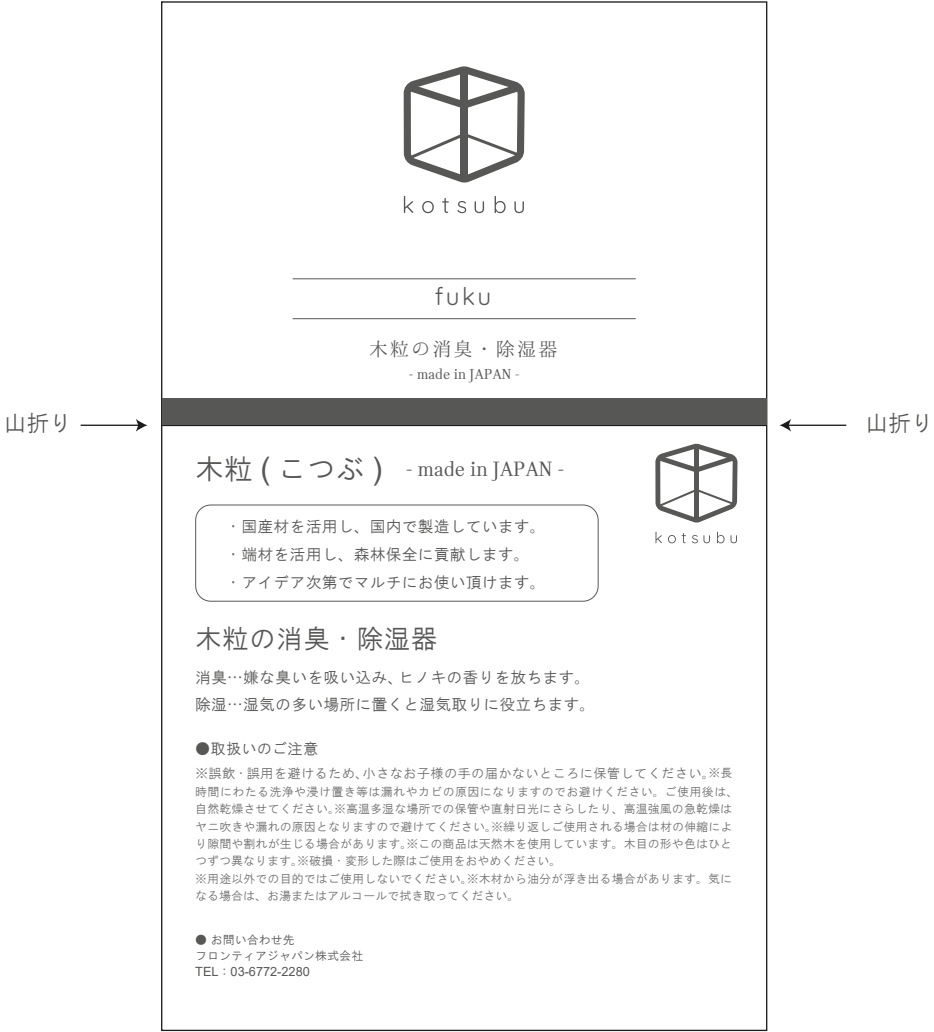 kotsubu
fuku
木粒の消臭・除湿器
- made in JAPAN -
山折り
山折り
木粒(こつぶ) - made in JAPAN -
kotsubu
・国産材を活用し、国内で製造しています。
・端材を活用し、森林保全に貢献します。
・アイデア次第でマルチにお使い頂けます。
木粒の消臭・除湿器
消臭…嫌な臭いを吸い込み、ヒノキの香りを放ちます。
除湿…湿気の多い場所に置くと湿気取りに役立ちます。
●取扱いのご注意
※誤飲・誤用を避けるため、小さなお子様の手の届かないところに保管してください。※長
時間にわたる洗浄や浸け置き等は漏れやカビの原因になりますのでお避けください。ご使用後は、
自然乾燥させてください。※高温多湿な場所での保管や直射日光にさらしたり、高温強風の急乾燥は
ヤニ吹きや漏れの原因となりますので避けてください。※繰り返しご使用される場合は材の伸縮によ
り隙間や割れが生じる場合があります。※この商品は天然木を使用しています。木目の形や色はひと
つずつ異なります。※破損・変形した際はご使用をおやめください。
※用途以外での目的ではご使用しないでください。※木材から油分が浮き出る場合があります。気に
なる場合は、お湯またはアルコールで拭き取ってください。
● お問い合わせ先
フロンティアジャパン株式会社
TEL：03-6772-2280